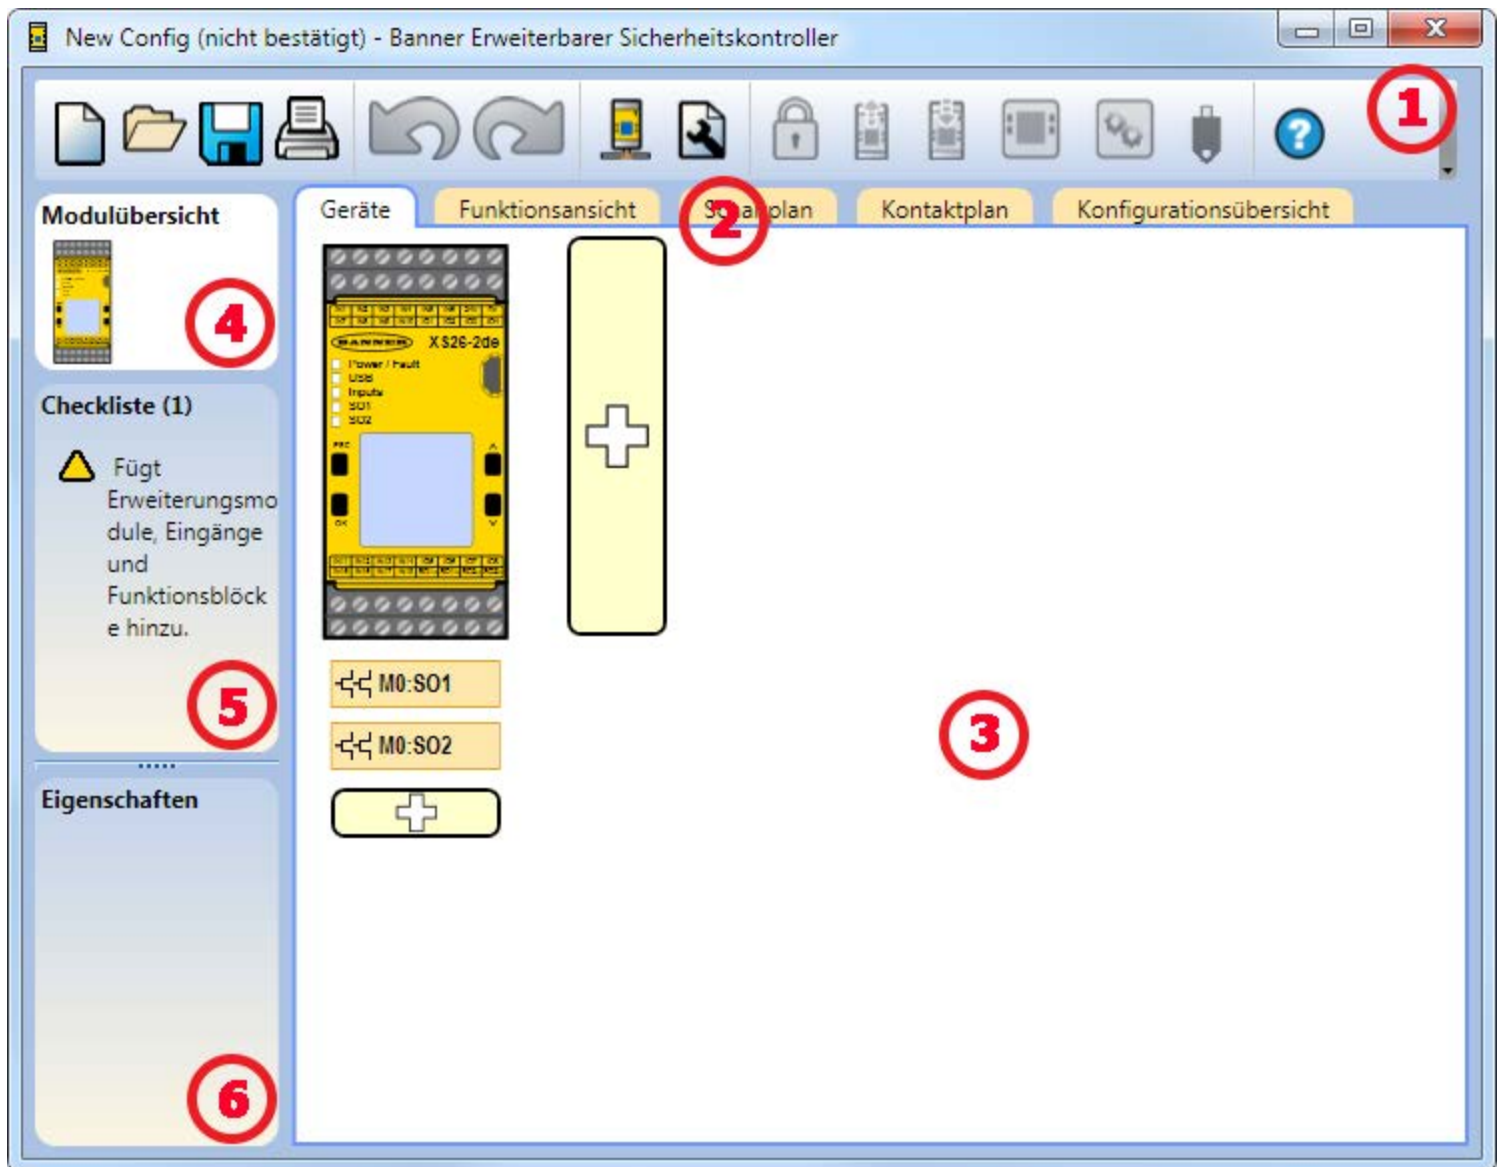 New Config (nicht bestätigt) - Banner Erweiterbarer Sicherheitskontroller
1
Modulübersicht
Geräte
Funktionsansicht
2
Kontaktplan
Konfigurationsübersicht
4
BANNER
XS26-2de
Power / Fault
USB
Inputs
SO1
SO2
OK
Checkliste (1)
Fügt
Erweiterungsmo
dule, Eingänge
und
Funktionsblöck
e hinzu.
5
M0:SO1
M0:SO2
3
Eigenschaften
6